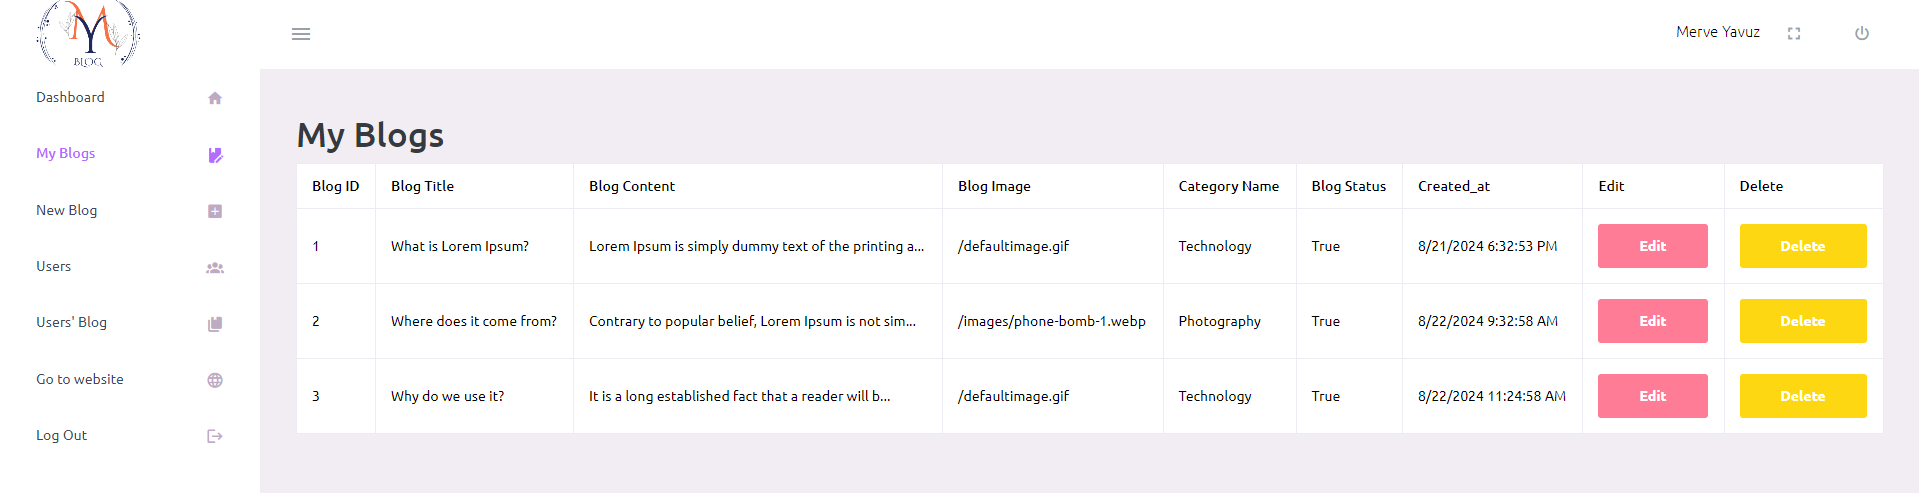 MY
BLOG
Merve Yavuz
Dashboard
My Blogs
New Blog
Users
Users' Blog
Go to website
Log Out
My Blogs
Blog ID Blog Title Blog Content Blog Image Category Name Blog Status Created_at Edit Delete
1 What is Lorem Ipsum? Lorem Ipsum is simply dummy text of the printing a... /defaultimage.gif Technology True 8/21/2024 6:32:53 PM Edit Delete
2 Where does it come from? Contrary to popular belief, Lorem Ipsum is not sim... /images/phone-bomb-1.webp Photography True 8/22/2024 9:32:58 AM Edit Delete
3 Why do we use it? It is a long established fact that a reader will b... /defaultimage.gif Technology True 8/22/2024 11:24:58 AM Edit Delete